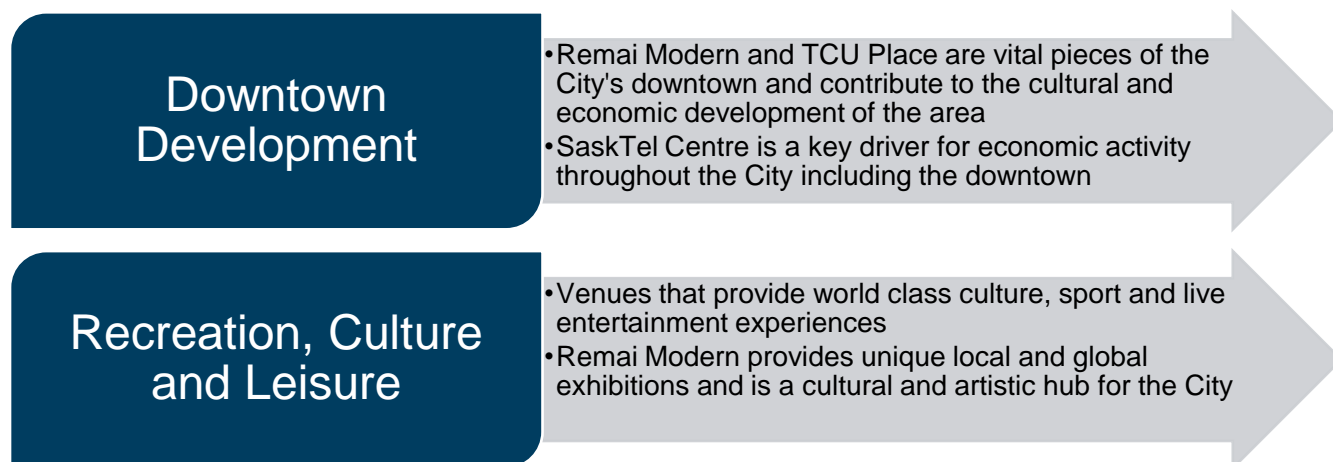 Downtown
Development
•Remai Modern and TCU Place are vital pieces of the
City's downtown and contribute to the cultural and
economic development of the area
•SaskTel Centre is a key driver for economic activity
throughout the City including the downtown
Recreation, Culture
and Leisure
•Venues that provide world class culture, sport and live
entertainment experiences
•Remai Modern provides unique local and global
exhibitions and is a cultural and artistic hub for the City